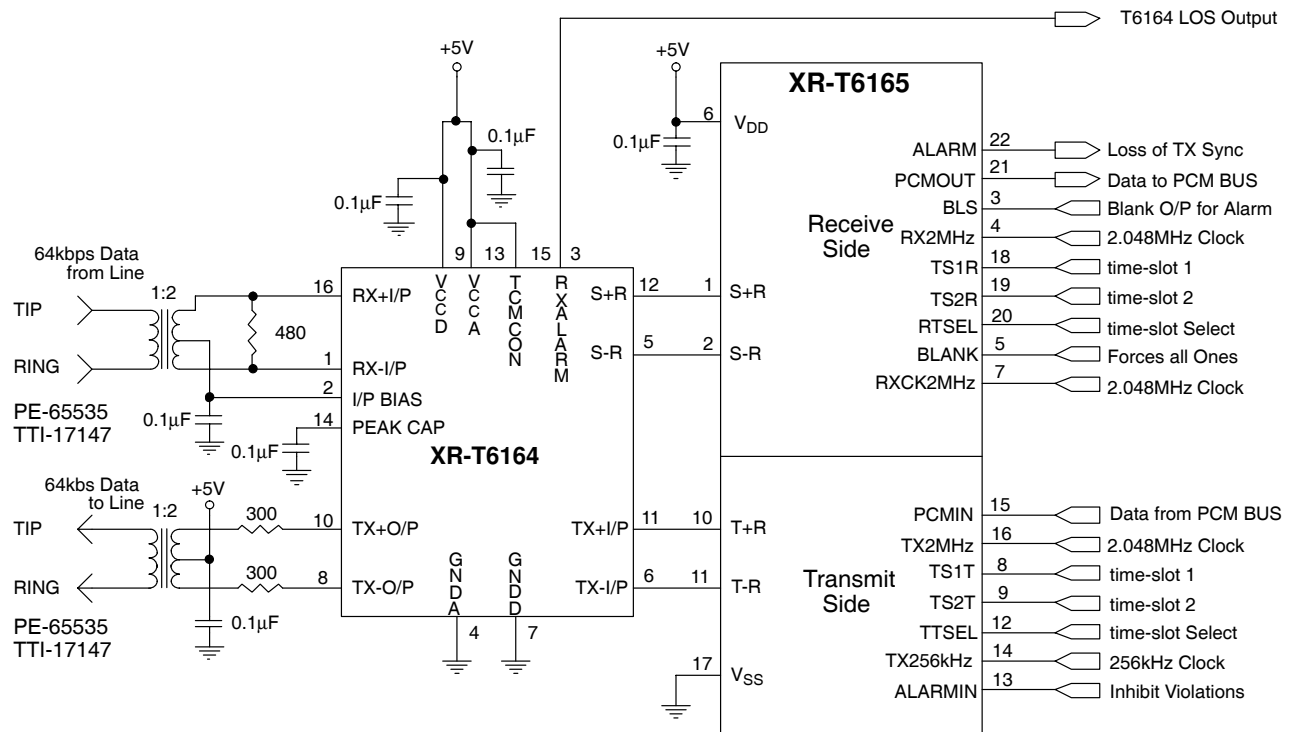 T6164 LOS Output
+5V
+5V
XR-T6165
6
VDD
0.1µF
0.1µF
0.1µF
ALARM
22
Loss of TX Sync
PCMOUT
21
Data to PCM BUS
BLS
3
Blank O/P for Alarm
Receive
Side
RX2MHz
4
2.048MHz Clock
TS1R
18
time-slot 1
TS2R
19
time-slot 2
RTSEL
20
time-slot Select
BLANK
5
Forces all Ones
RXCK2MHz
7
2.048MHz Clock
64kbps Data
from Line
9
13
15
3
VCCD
VCCA
TCMCON
RXALARM
TIP
1:2
16
RX+I/P
480
S+R
12
1
S+R
RING
1
RX-I/P
S-R
5
2
S-R
2
I/P BIAS
PE-65535
TTI-17147
0.1µF
14
PEAK CAP
0.1µF
XR-T6164
64kbs Data
to Line
+5V
TIP
1:2
300
10
TX+O/P
TX+I/P
11
10
T+R
RING
300
8
TX-O/P
TX-I/P
6
11
T-R
GNDA
GNDD
4
7
PE-65535
TTI-17147
0.1µF
Transmit
Side
17
VSS
PCMIN
15
Data from PCM BUS
TX2MHz
16
2.048MHz Clock
TS1T
8
time-slot 1
TS2T
9
time-slot 2
TTSEL
12
time-slot Select
TX256kHz
14
256kHz Clock
ALARMIN
13
Inhibit Violations